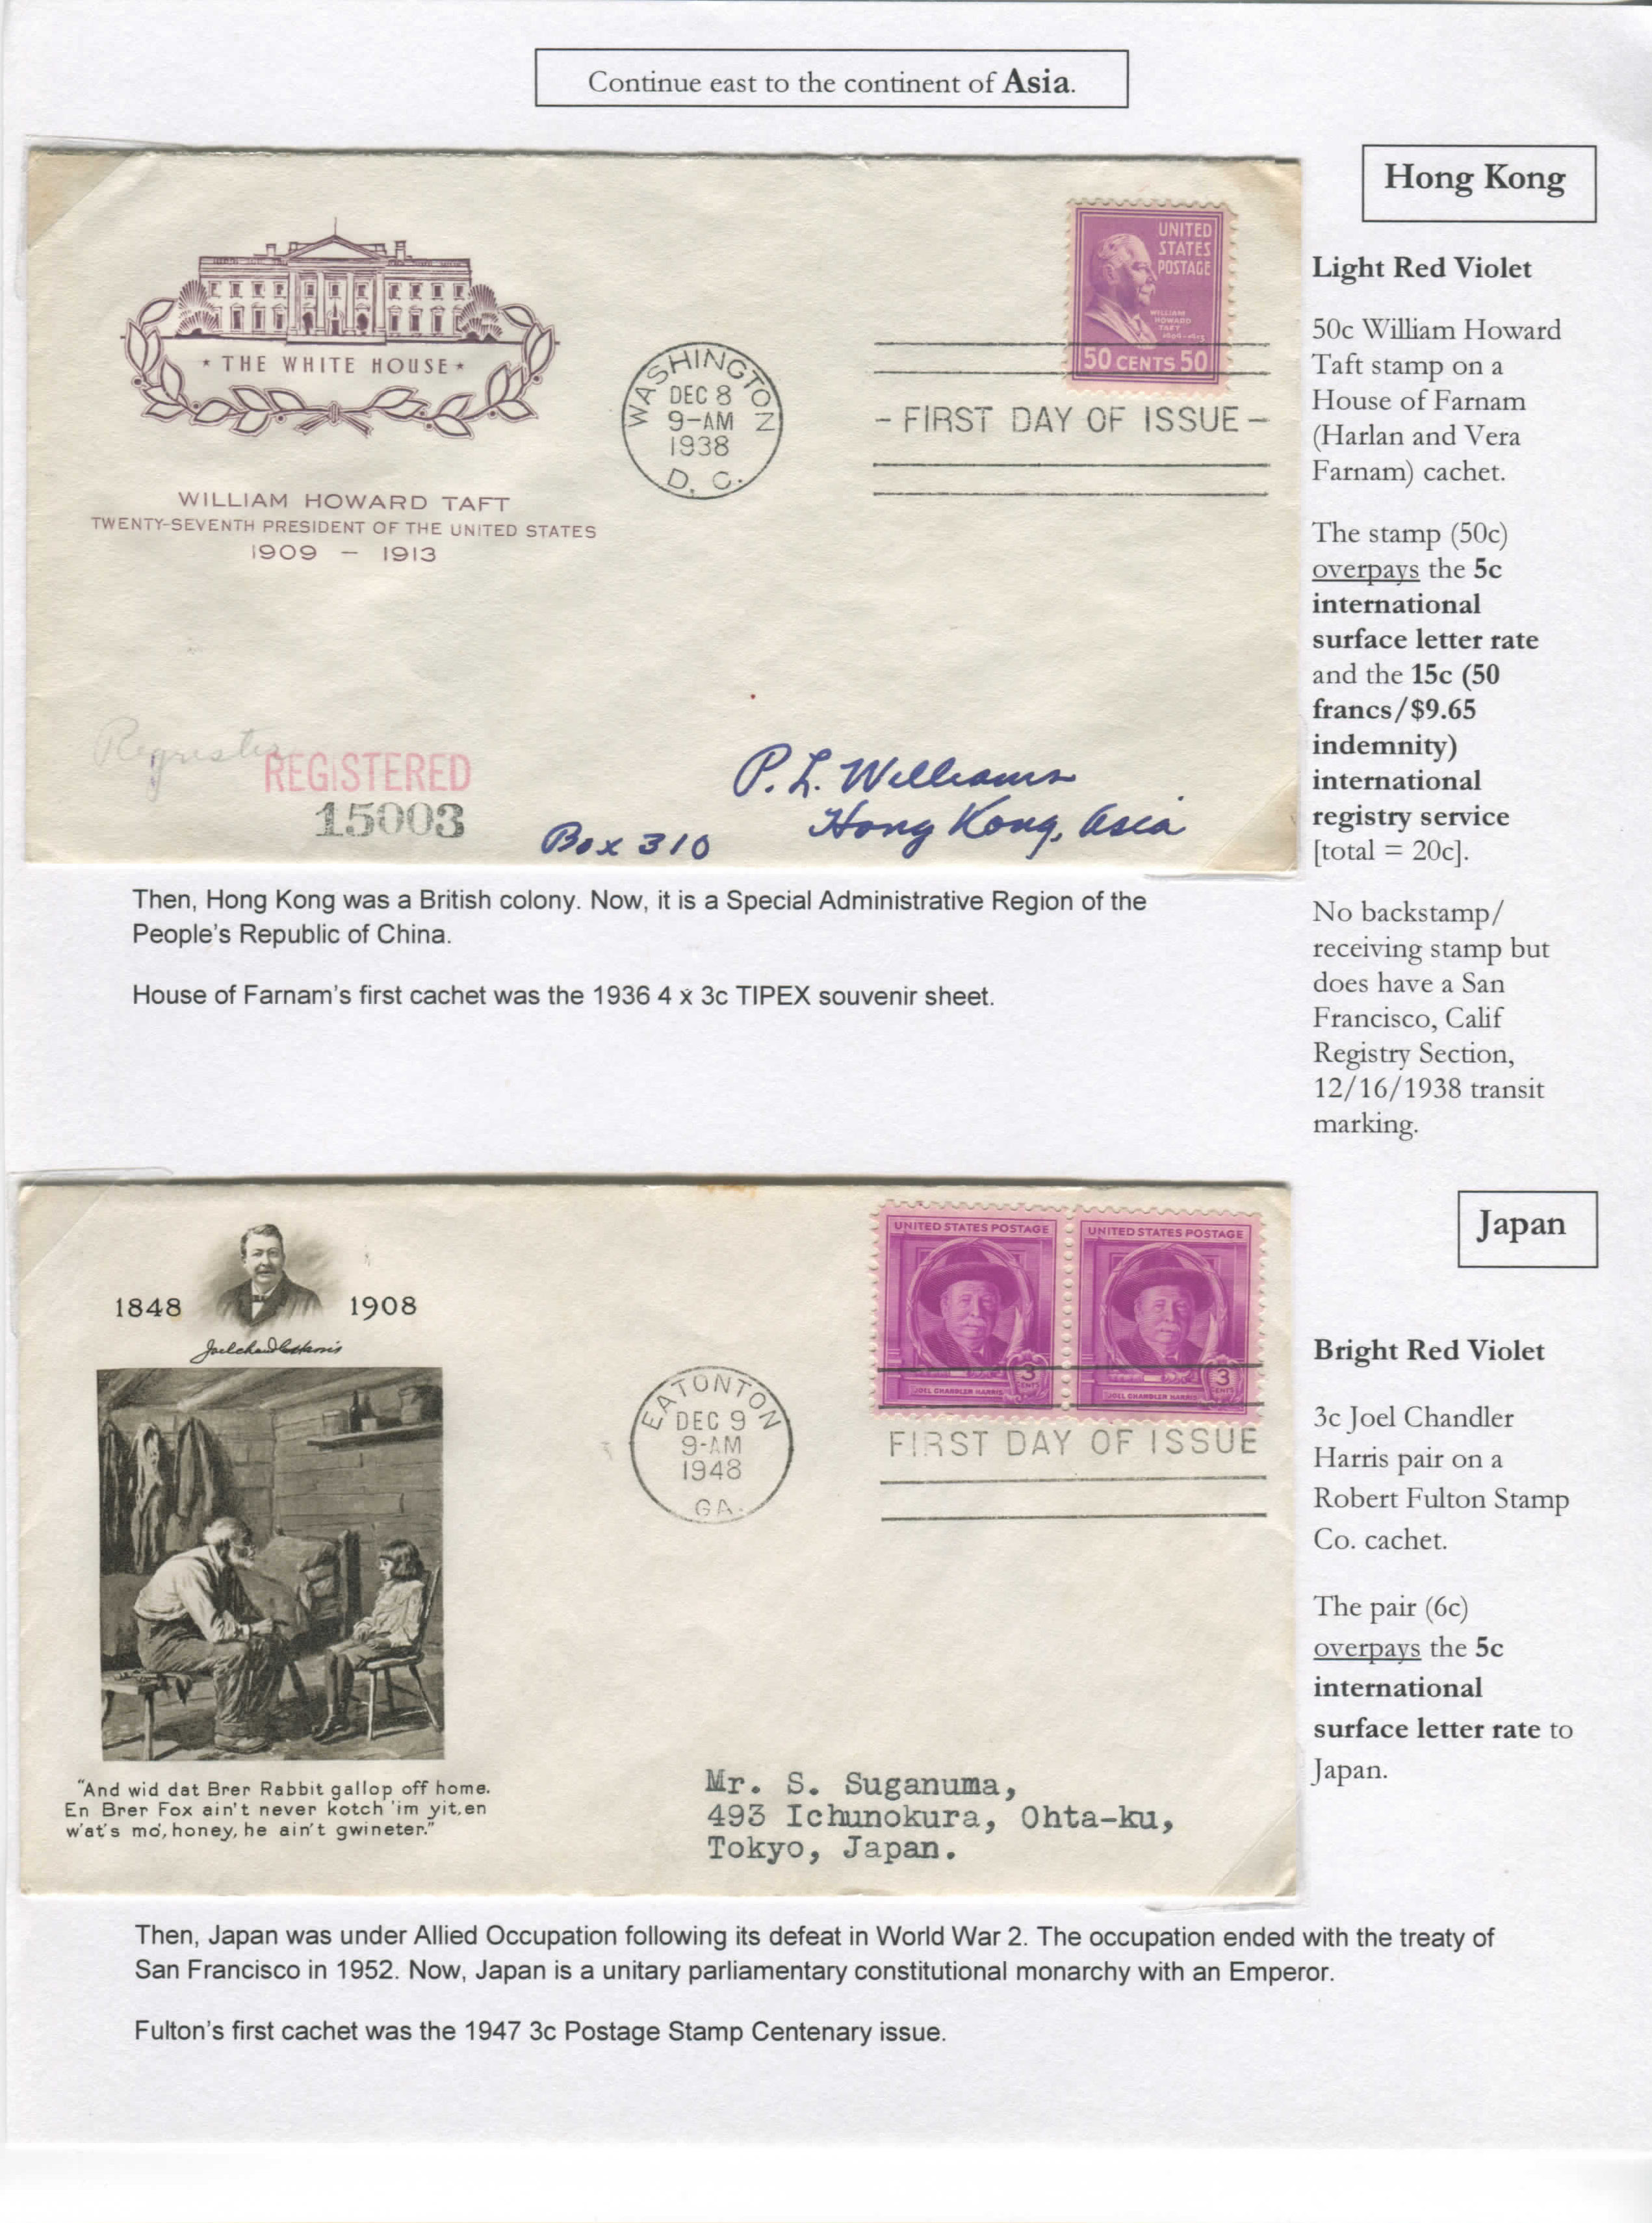 Continue east to the continent of Asia.
Hong Kong
★ THE WHITE HOUSE ★
WILLIAM HOWARD TAFT
TWENTY-SEVENTH PRESIDENT OF THE UNITED STATES
1909 – 1913
WASHINGTON
DEC 8
9-AM
1938
D. C.
UNITED
STATES
POSTAGE
WILLIAM
HOWARD
TAFT
50 CENTS 50
- FIRST DAY OF ISSUE -
REGISTERED
15003
P. L. Williams
Hong Kong, Asia
Box 310
Light Red Violet
50c William Howard
Taft stamp on a
House of Farnam
(Harlan and Vera
Farnam) cachet.
The stamp (50c)
overpays the 5c
international
surface letter rate
and the 15c (50
francs/$9.65
indemnity)
international
registry service
[total = 20c].
No backstamp/
receiving stamp but
does have a San
Francisco, Calif
Registry Section,
12/16/1938 transit
marking.
Then, Hong Kong was a British colony. Now, it is a Special Administrative Region of the
People's Republic of China.
House of Farnam's first cachet was the 1936 4 x 3c TIPEX souvenir sheet.
Japan
1848 1908
Joel Chandler Harris
EATONTON
DEC 9
9-AM
1948
GA.
UNITED STATES POSTAGE
3 CENTS
JOEL CHANDLER HARRIS
UNITED STATES POSTAGE
3 CENTS
JOEL CHANDLER HARRIS
FIRST DAY OF ISSUE
"And wid dat Brer Rabbit gallop off home.
En Brer Fox ain't never kotch 'im yit, en
w'at's mo', honey, he ain't gwineter."
Mr. S. Suganuma,
493 Ichunokura, Ohta-ku,
Tokyo, Japan.
Bright Red Violet
3c Joel Chandler
Harris pair on a
Robert Fulton Stamp
Co. cachet.
The pair (6c)
overpays the 5c
international
surface letter rate to
Japan.
Then, Japan was under Allied Occupation following its defeat in World War 2. The occupation ended with the treaty of
San Francisco in 1952. Now, Japan is a unitary parliamentary constitutional monarchy with an Emperor.
Fulton's first cachet was the 1947 3c Postage Stamp Centenary issue.